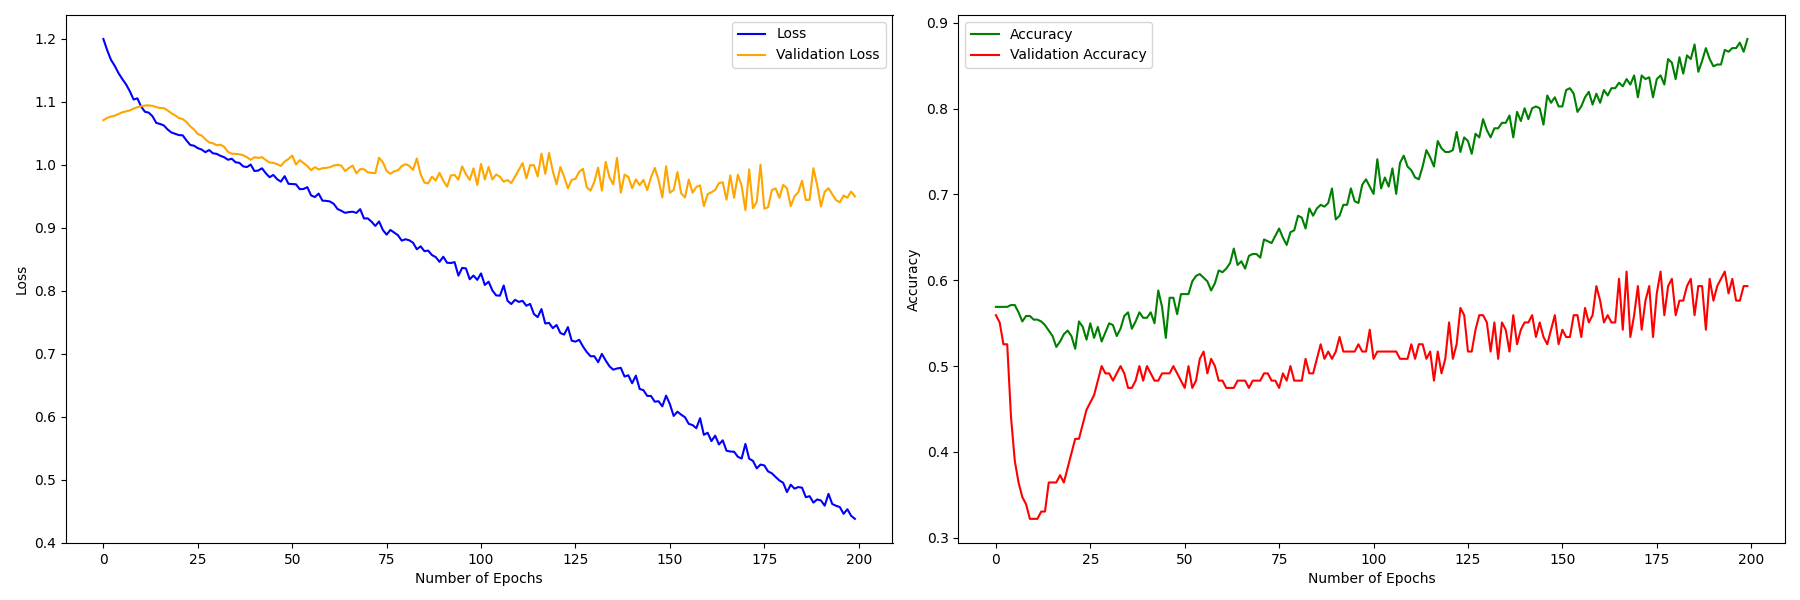 Loss
Validation Loss
1.2
1.1
1.0
0.9
0.8
0.7
0.6
0.5
0.4
Loss
0 25 50 75 100 125 150 175 200
Number of Epochs
Accuracy
Validation Accuracy
0.9
0.8
0.7
0.6
0.5
0.4
0.3
Accuracy
0 25 50 75 100 125 150 175 200
Number of Epochs